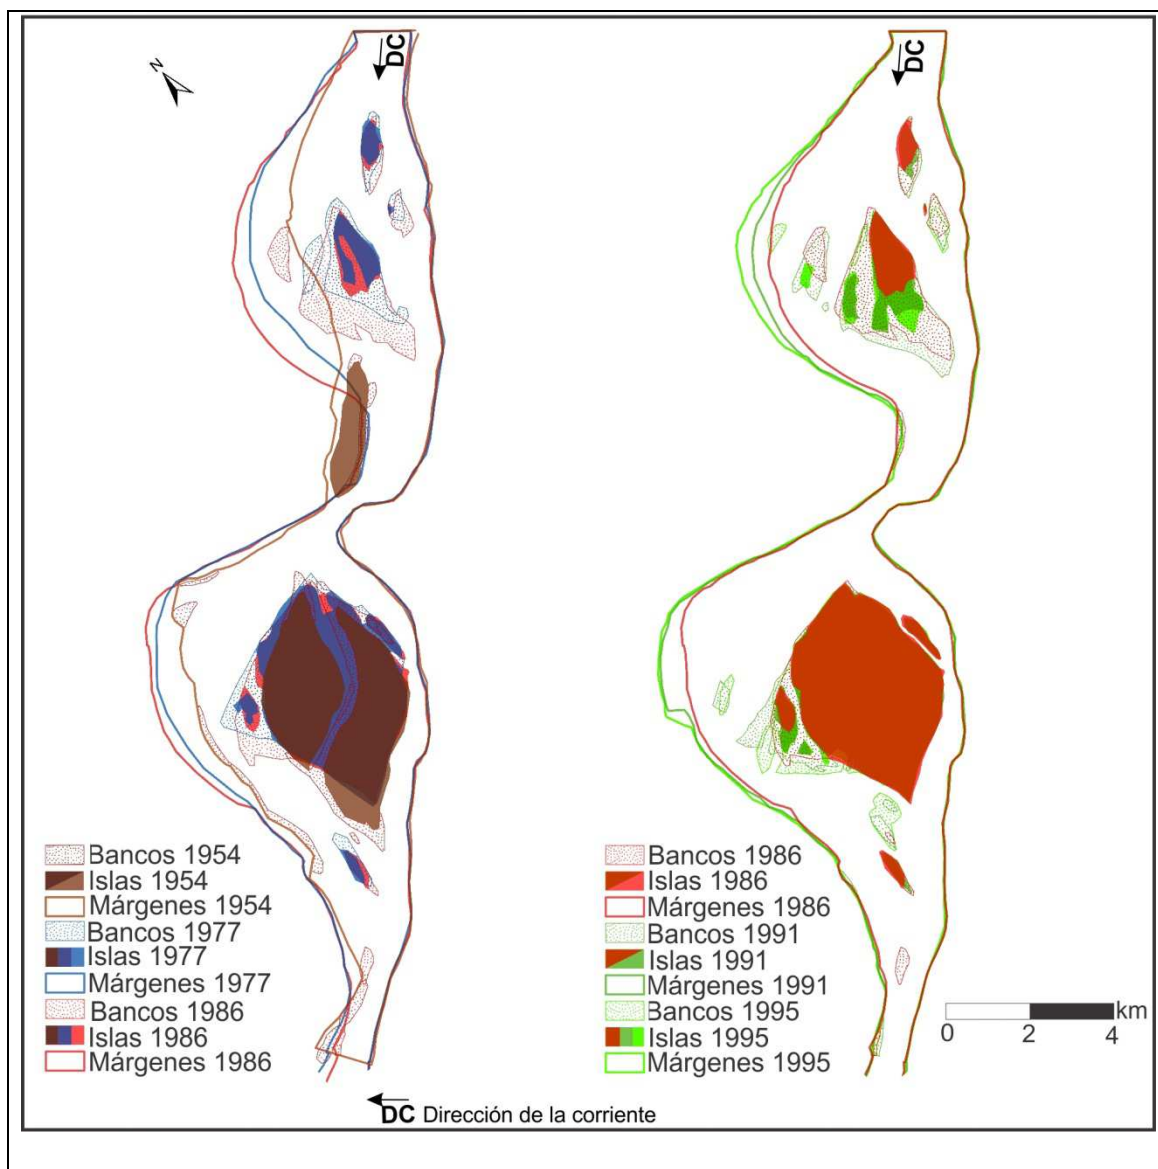 N
DC
DC
Bancos 1954
Islas 1954
Márgenes 1954
Bancos 1977
Islas 1977
Márgenes 1977
Bancos 1986
Islas 1986
Márgenes 1986
Bancos 1986
Islas 1986
Márgenes 1986
Bancos 1991
Islas 1991
Márgenes 1991
Bancos 1995
Islas 1995
Márgenes 1995
km
0 2 4
DC Dirección de la corriente